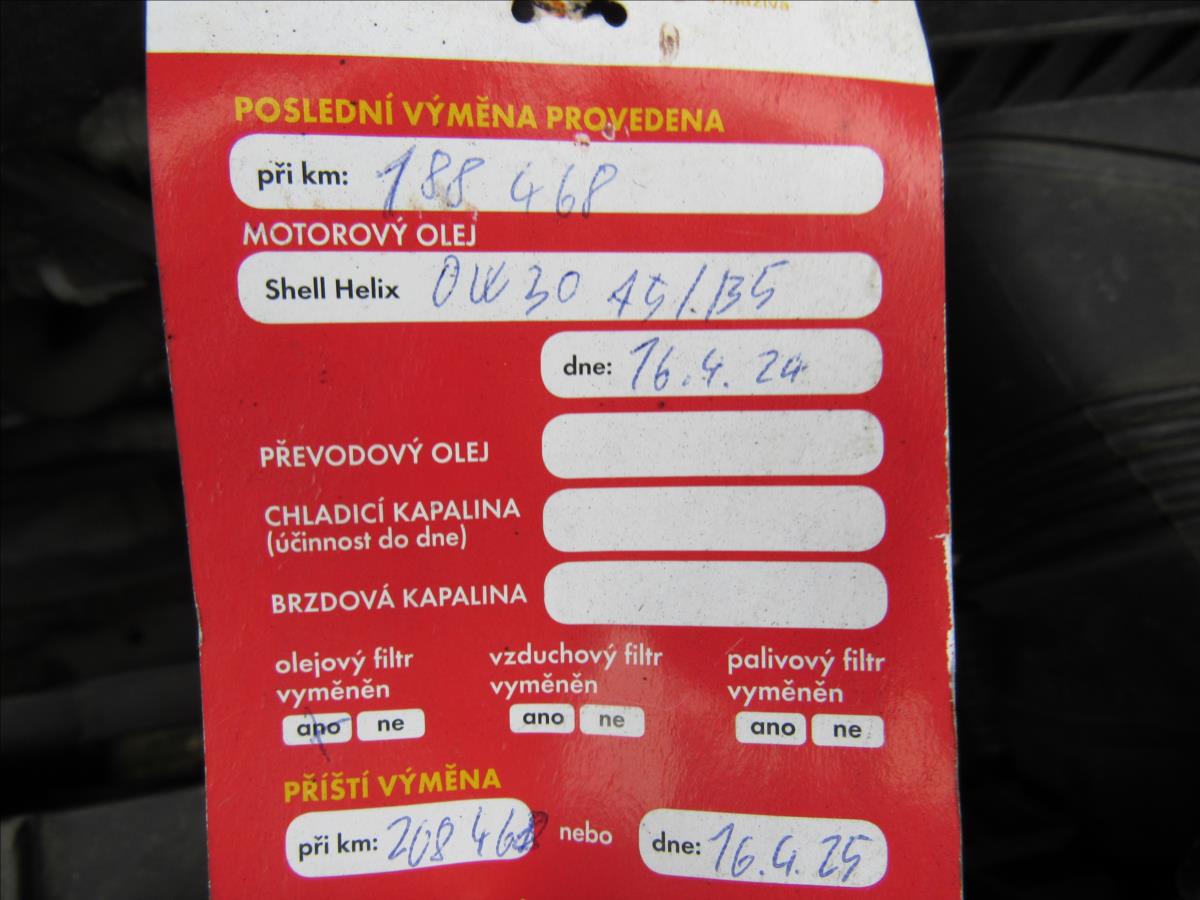 maziva
POSLEDNÍ VÝMĚNA PROVEDENA
při km: 188 468
MOTOROVÝ OLEJ
Shell Helix 0W30 A5/B5
dne: 16.4.24
PŘEVODOVÝ OLEJ
CHLADICÍ KAPALINA
(účinnost do dne)
BRZDOVÁ KAPALINA
olejový filtr vzduchový filtr palivový filtr
vyměněn vyměněn vyměněn
ano ne ano ne ano ne
PŘÍŠTÍ VÝMĚNA
při km: 208 468 nebo dne: 16.4.25